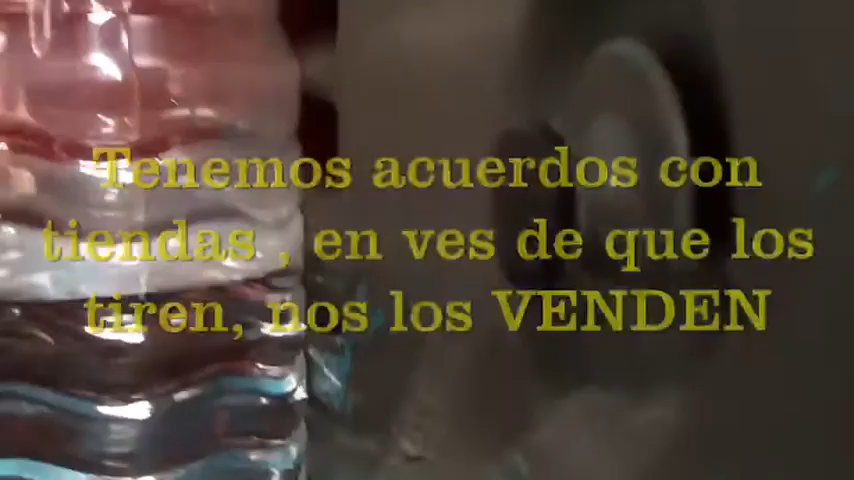 Tenemos acuerdos con
tiendas , en ves de que los
tiren, nos los VENDEN